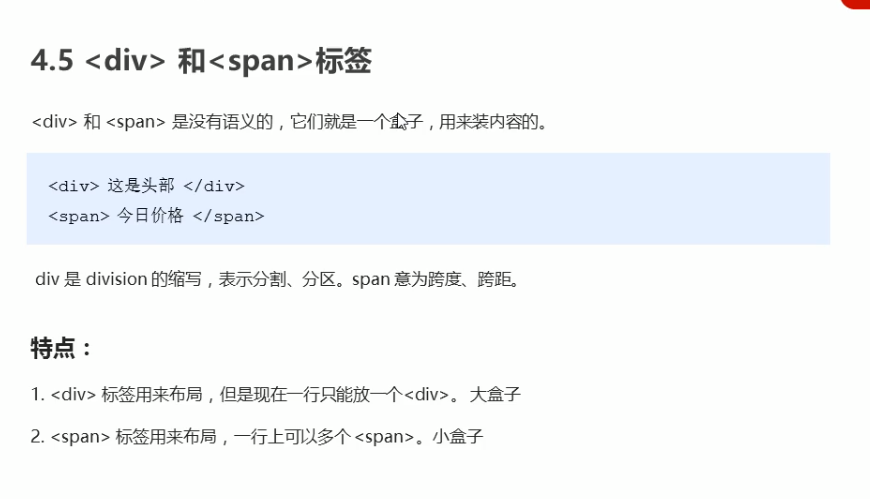 4.5 <div> 和<span>标签
<div> 和 <span> 是没有语义的，它们就是一个盒子，用来装内容的。
<div> 这是头部 </div>
<span> 今日价格 </span>
div 是 division 的缩写，表示分割、分区。span 意为跨度、跨距。
特点：
1. <div> 标签用来布局，但是现在一行只能放一个<div>。 大盒子
2. <span> 标签用来布局，一行上可以多个 <span>。小盒子